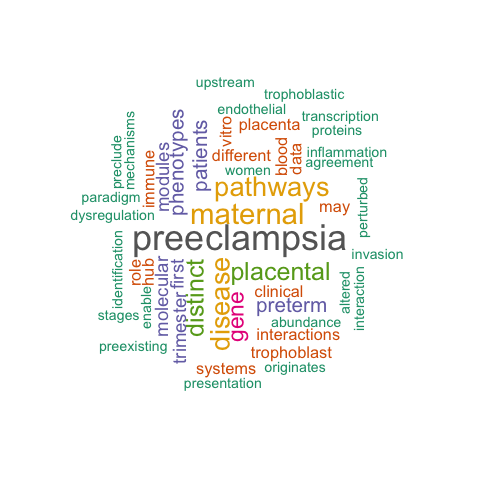 upstream
trophoblastic
endothelial
transcription
proteins
vitro
placenta
phenotypes
patients
mechanisms
preclude
immune
modules
different
blood
data
inflammation
agreement
women
pathways
paradigm
maternal
may
perturbed
dysregulation
preeclampsia
invasion
identification
role
hub
molecular
first
distinct
disease
placental
gene
clinical
preterm
altered
interaction
enable
stages
trimester
abundance
interactions
preexisting
trophoblast
systems
originates
presentation